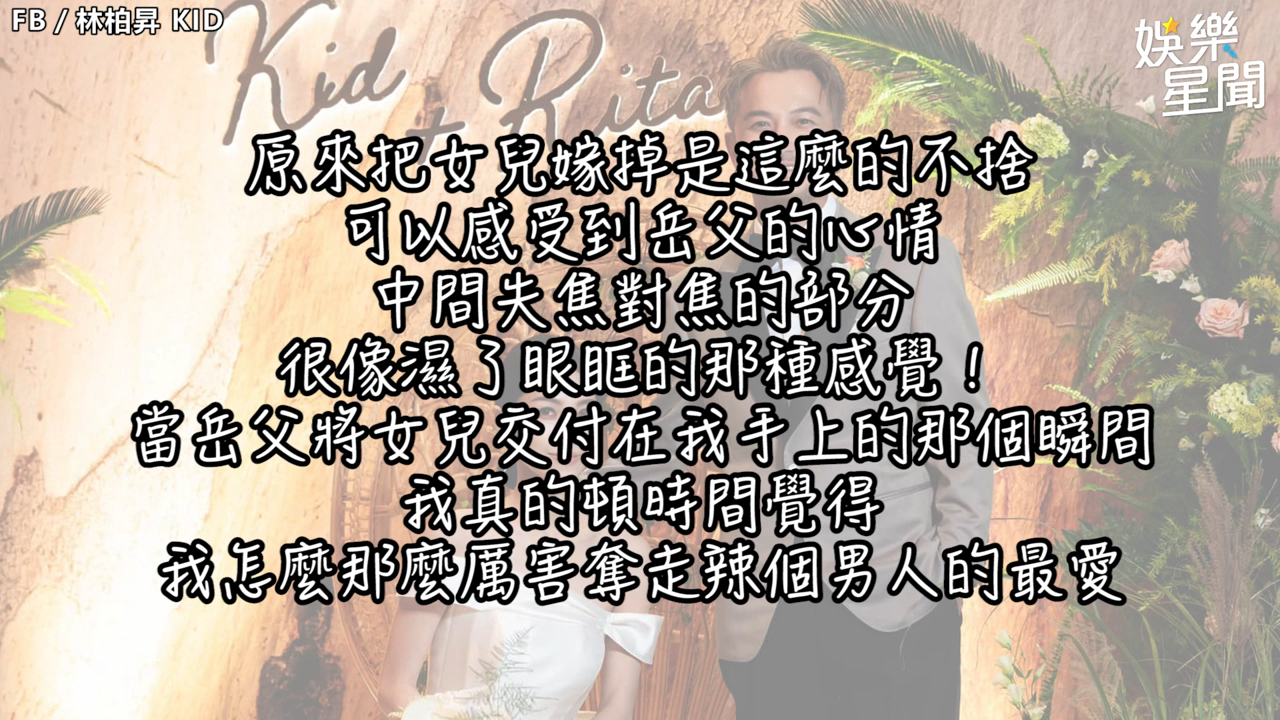 FB / 林柏昇 KID
娛樂
星聞
Kid
+ Rita
原來把女兒嫁掉是這麼的不捨
可以感受到岳父的心情
中間失焦對焦的部分
很像濕了眼眶的那種感覺！
當岳父將女兒交付在我手上的那個瞬間
我真的頓時間覺得
我怎麼那麼厲害奪走辣個男人的最愛